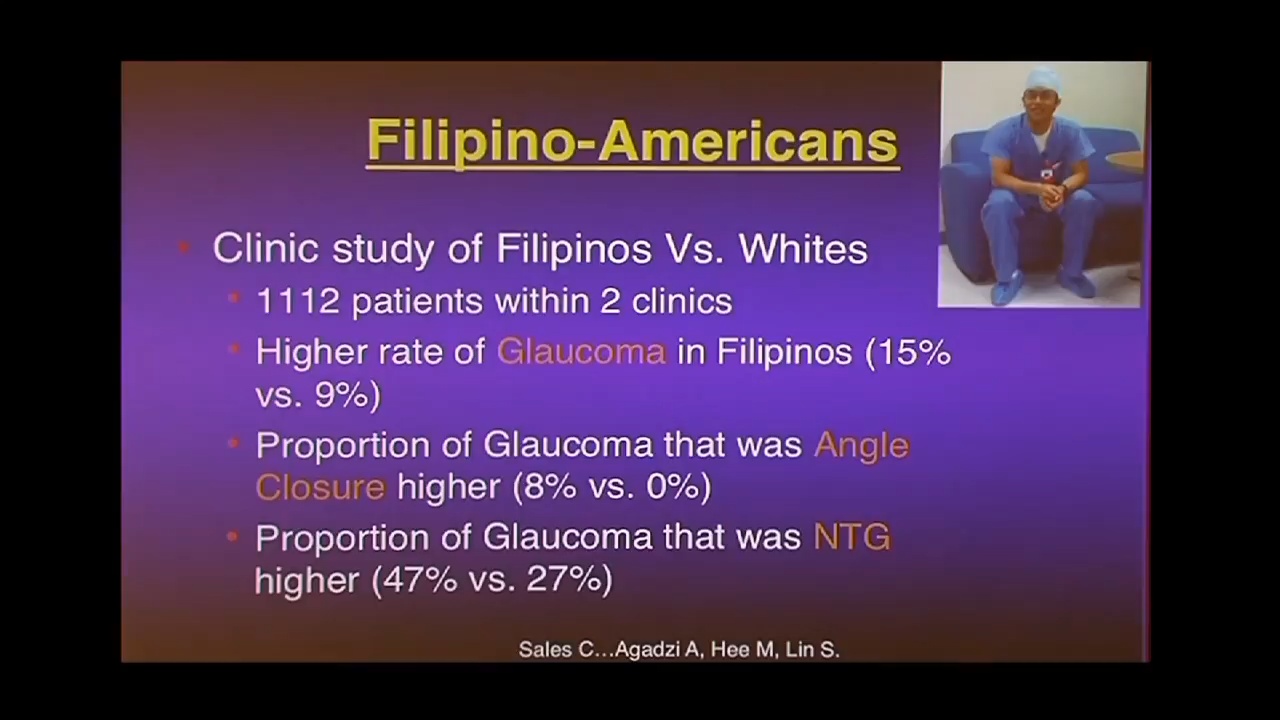 Filipino-Americans
• Clinic study of Filipinos Vs. Whites
• 1112 patients within 2 clinics
• Higher rate of Glaucoma in Filipinos (15%
vs. 9%)
• Proportion of Glaucoma that was Angle
Closure higher (8% vs. 0%)
• Proportion of Glaucoma that was NTG
higher (47% vs. 27%)
Sales C...Agadzi A, Hee M, Lin S.